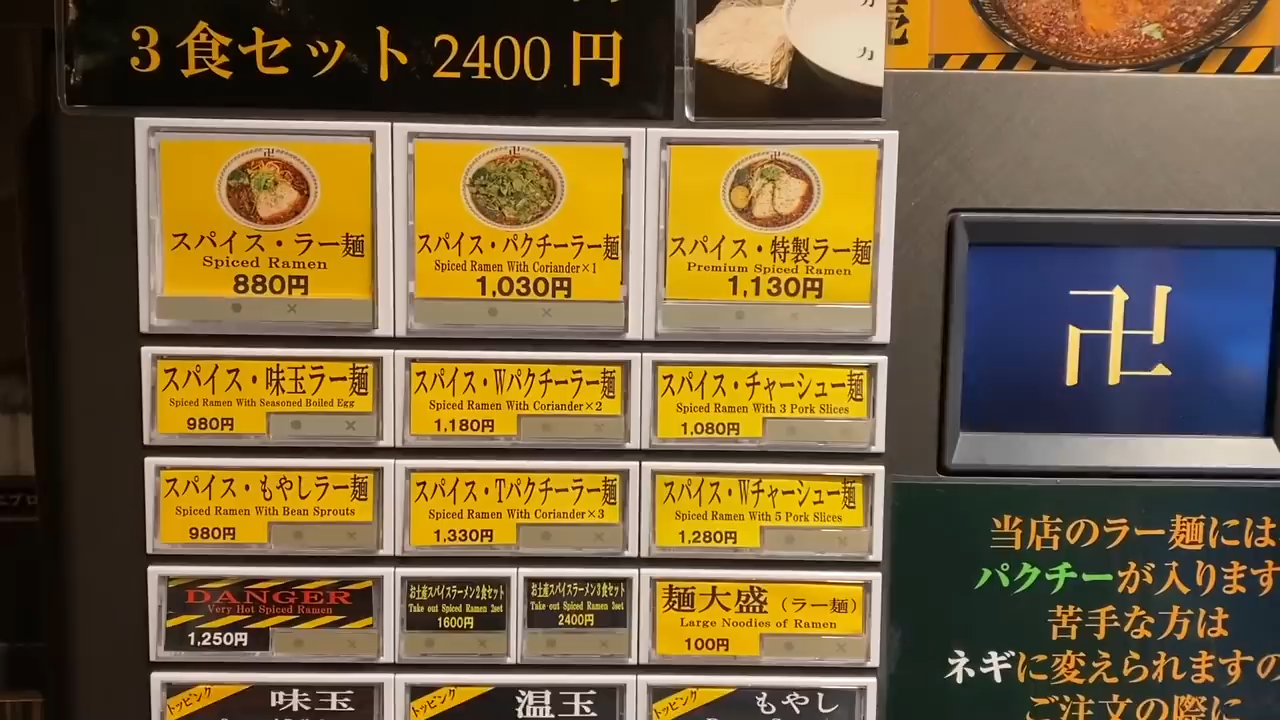 3食セット 2400 円
スパイス・ラー麺
Spiced Ramen
880円
スパイス・パクチーラー麺
Spiced Ramen With Coriander×1
1,030円
スパイス・特製ラー麺
Premium Spiced Ramen
1,130円
卍
スパイス・味玉ラー麺
Spiced Ramen With Seasoned Boiled Egg
980円
スパイス・Wパクチーラー麺
Spiced Ramen With Coriander×2
1,180円
スパイス・チャーシュー麺
Spiced Ramen With 3 Pork Slices
1,080円
スパイス・もやしラー麺
Spiced Ramen With Bean Sprouts
980円
スパイス・Tパクチーラー麺
Spiced Ramen With Coriander×3
1,330円
スパイス・Wチャーシュー麺
Spiced Ramen With 5 Pork Slices
1,280円
DANGER
Very Hot Spiced Ramen
1,250円
お土産スパイスラーメン2食セット
Take out Spiced Ramen 2set
1600円
お土産スパイスラーメン3食セット
Take out Spiced Ramen 3set
2400円
麺大盛（ラー麺）
Large Noodles of Ramen
100円
当店のラー麺には
パクチーが入ります
苦手な方は
ネギに変えられますの
ご注文の際に
トッピング
味玉
トッピング
温玉
トッピング
もやし